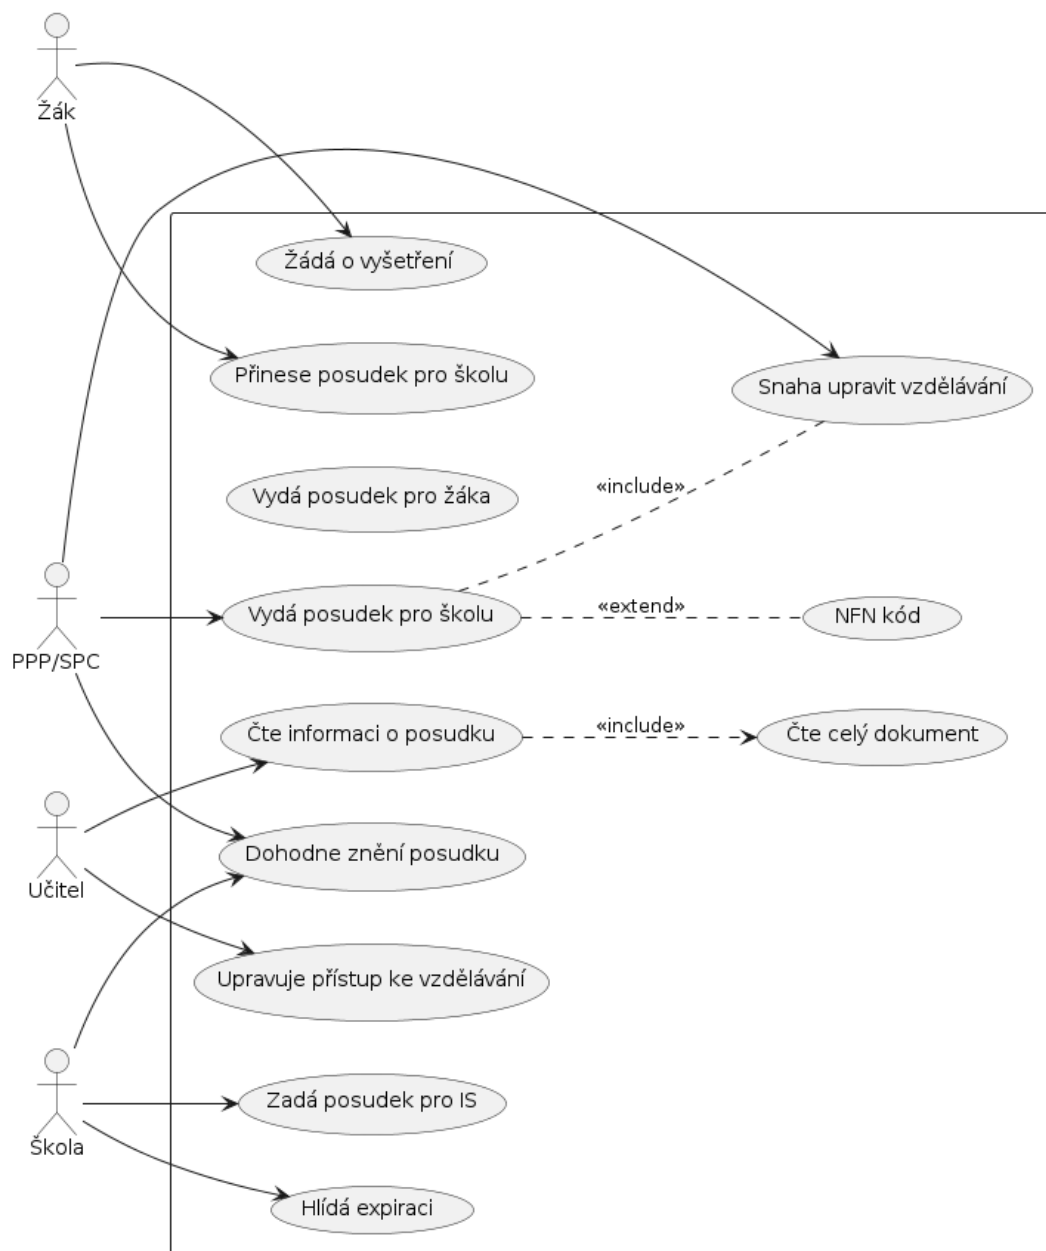 Žák
Žádá o vyšetření
Přinese posudek pro školu
Snaha upravit vzdělávání
«include»
Vydá posudek pro žáka
Vydá posudek pro školu
«extend»
NFN kód
PPP/SPC
Čte informaci o posudku
«include»
Čte celý dokument
Dohodne znění posudku
Učitel
Upravuje přístup ke vzdělávání
Zadá posudek pro IS
Škola
Hlídá expiraci